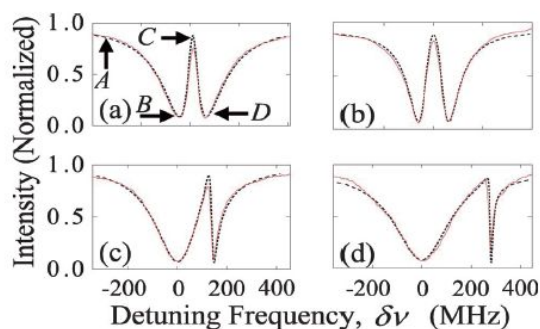 1.0
C
0.5
A
B
D
0.0
(a)
(b)
1.0
0.5
0.0
(c)
(d)
-200 0 200 400
-200 0 200 400
Intensity (Normalized)
Detuning Frequency, δν (MHz)